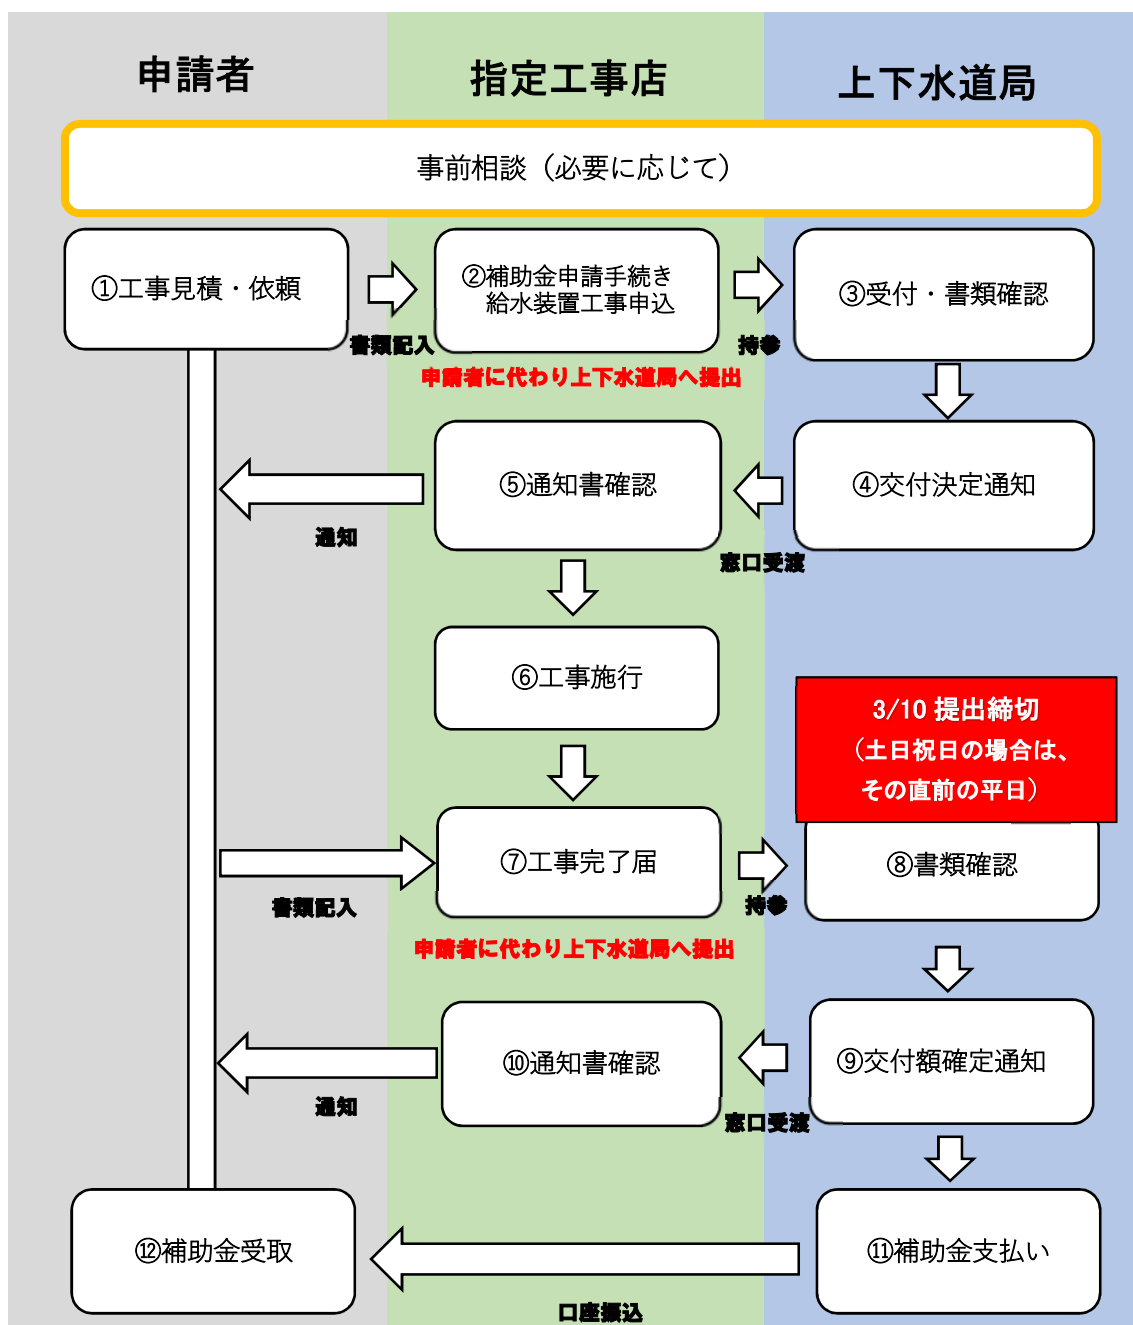 申請者
指定工事店
上下水道局
事前相談（必要に応じて）
①工事見積・依頼
書類記入
②補助金申請手続き
給水装置工事申込
持参
③受付・書類確認
申請者に代わり上下水道局へ提出
④交付決定通知
窓口受渡
⑤通知書確認
通知
⑥工事施行
3/10 提出締切
（土日祝日の場合は、
その直前の平日）
⑦工事完了届
書類記入
持参
⑧書類確認
申請者に代わり上下水道局へ提出
⑨交付額確定通知
窓口受渡
⑩通知書確認
通知
⑪補助金支払い
口座振込
⑫補助金受取